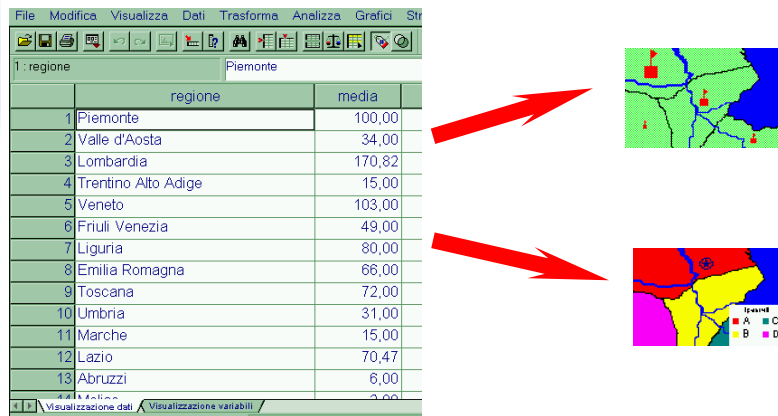 File Modifica Visualizza Dati Trasforma Analizza Grafici Str
1 : regione Piemonte
regione media
1 Piemonte 100,00
2 Valle d'Aosta 34,00
3 Lombardia 170,82
4 Trentino Alto Adige 15,00
5 Veneto 103,00
6 Friuli Venezia 49,00
7 Liguria 80,00
8 Emilia Romagna 66,00
9 Toscana 72,00
10 Umbria 31,00
11 Marche 15,00
12 Lazio 70,47
13 Abruzzi 6,00
14 Molise
Visualizzazione dati Visualizzazione variabili
A C
B D